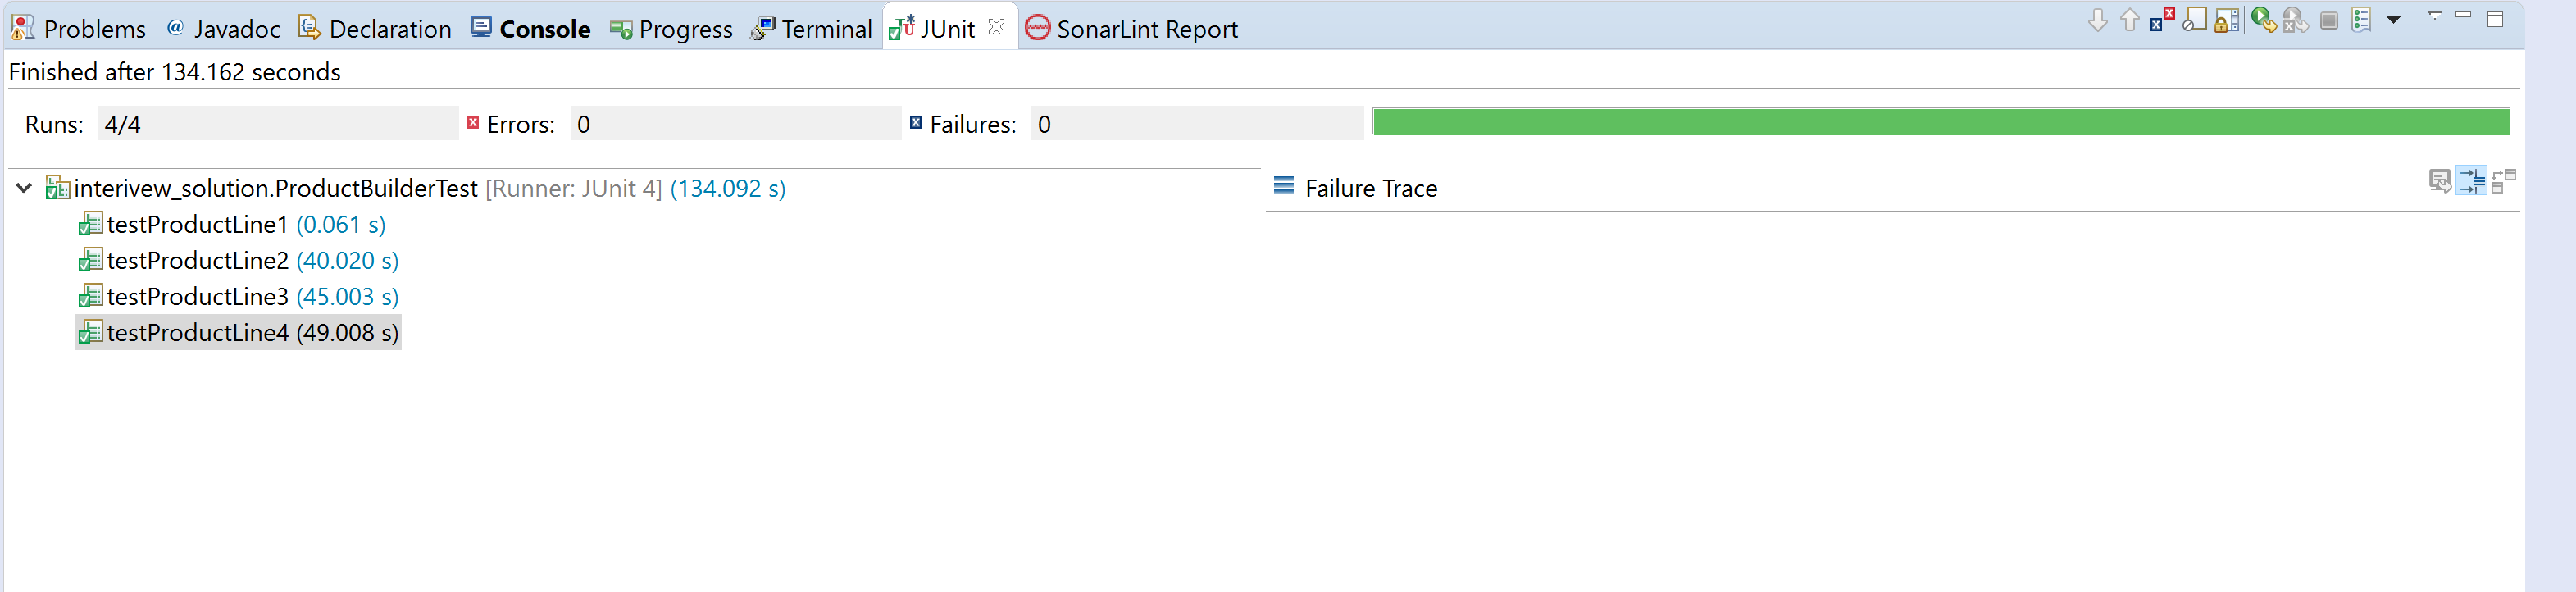 Problems @ Javadoc Declaration Console Progress Terminal JUnit SonarLint Report
Finished after 134.162 seconds
Runs: 4/4 Errors: 0 Failures: 0
interivew_solution.ProductBuilderTest [Runner: JUnit 4] (134.092 s)
Failure Trace
testProductLine1 (0.061 s)
testProductLine2 (40.020 s)
testProductLine3 (45.003 s)
testProductLine4 (49.008 s)